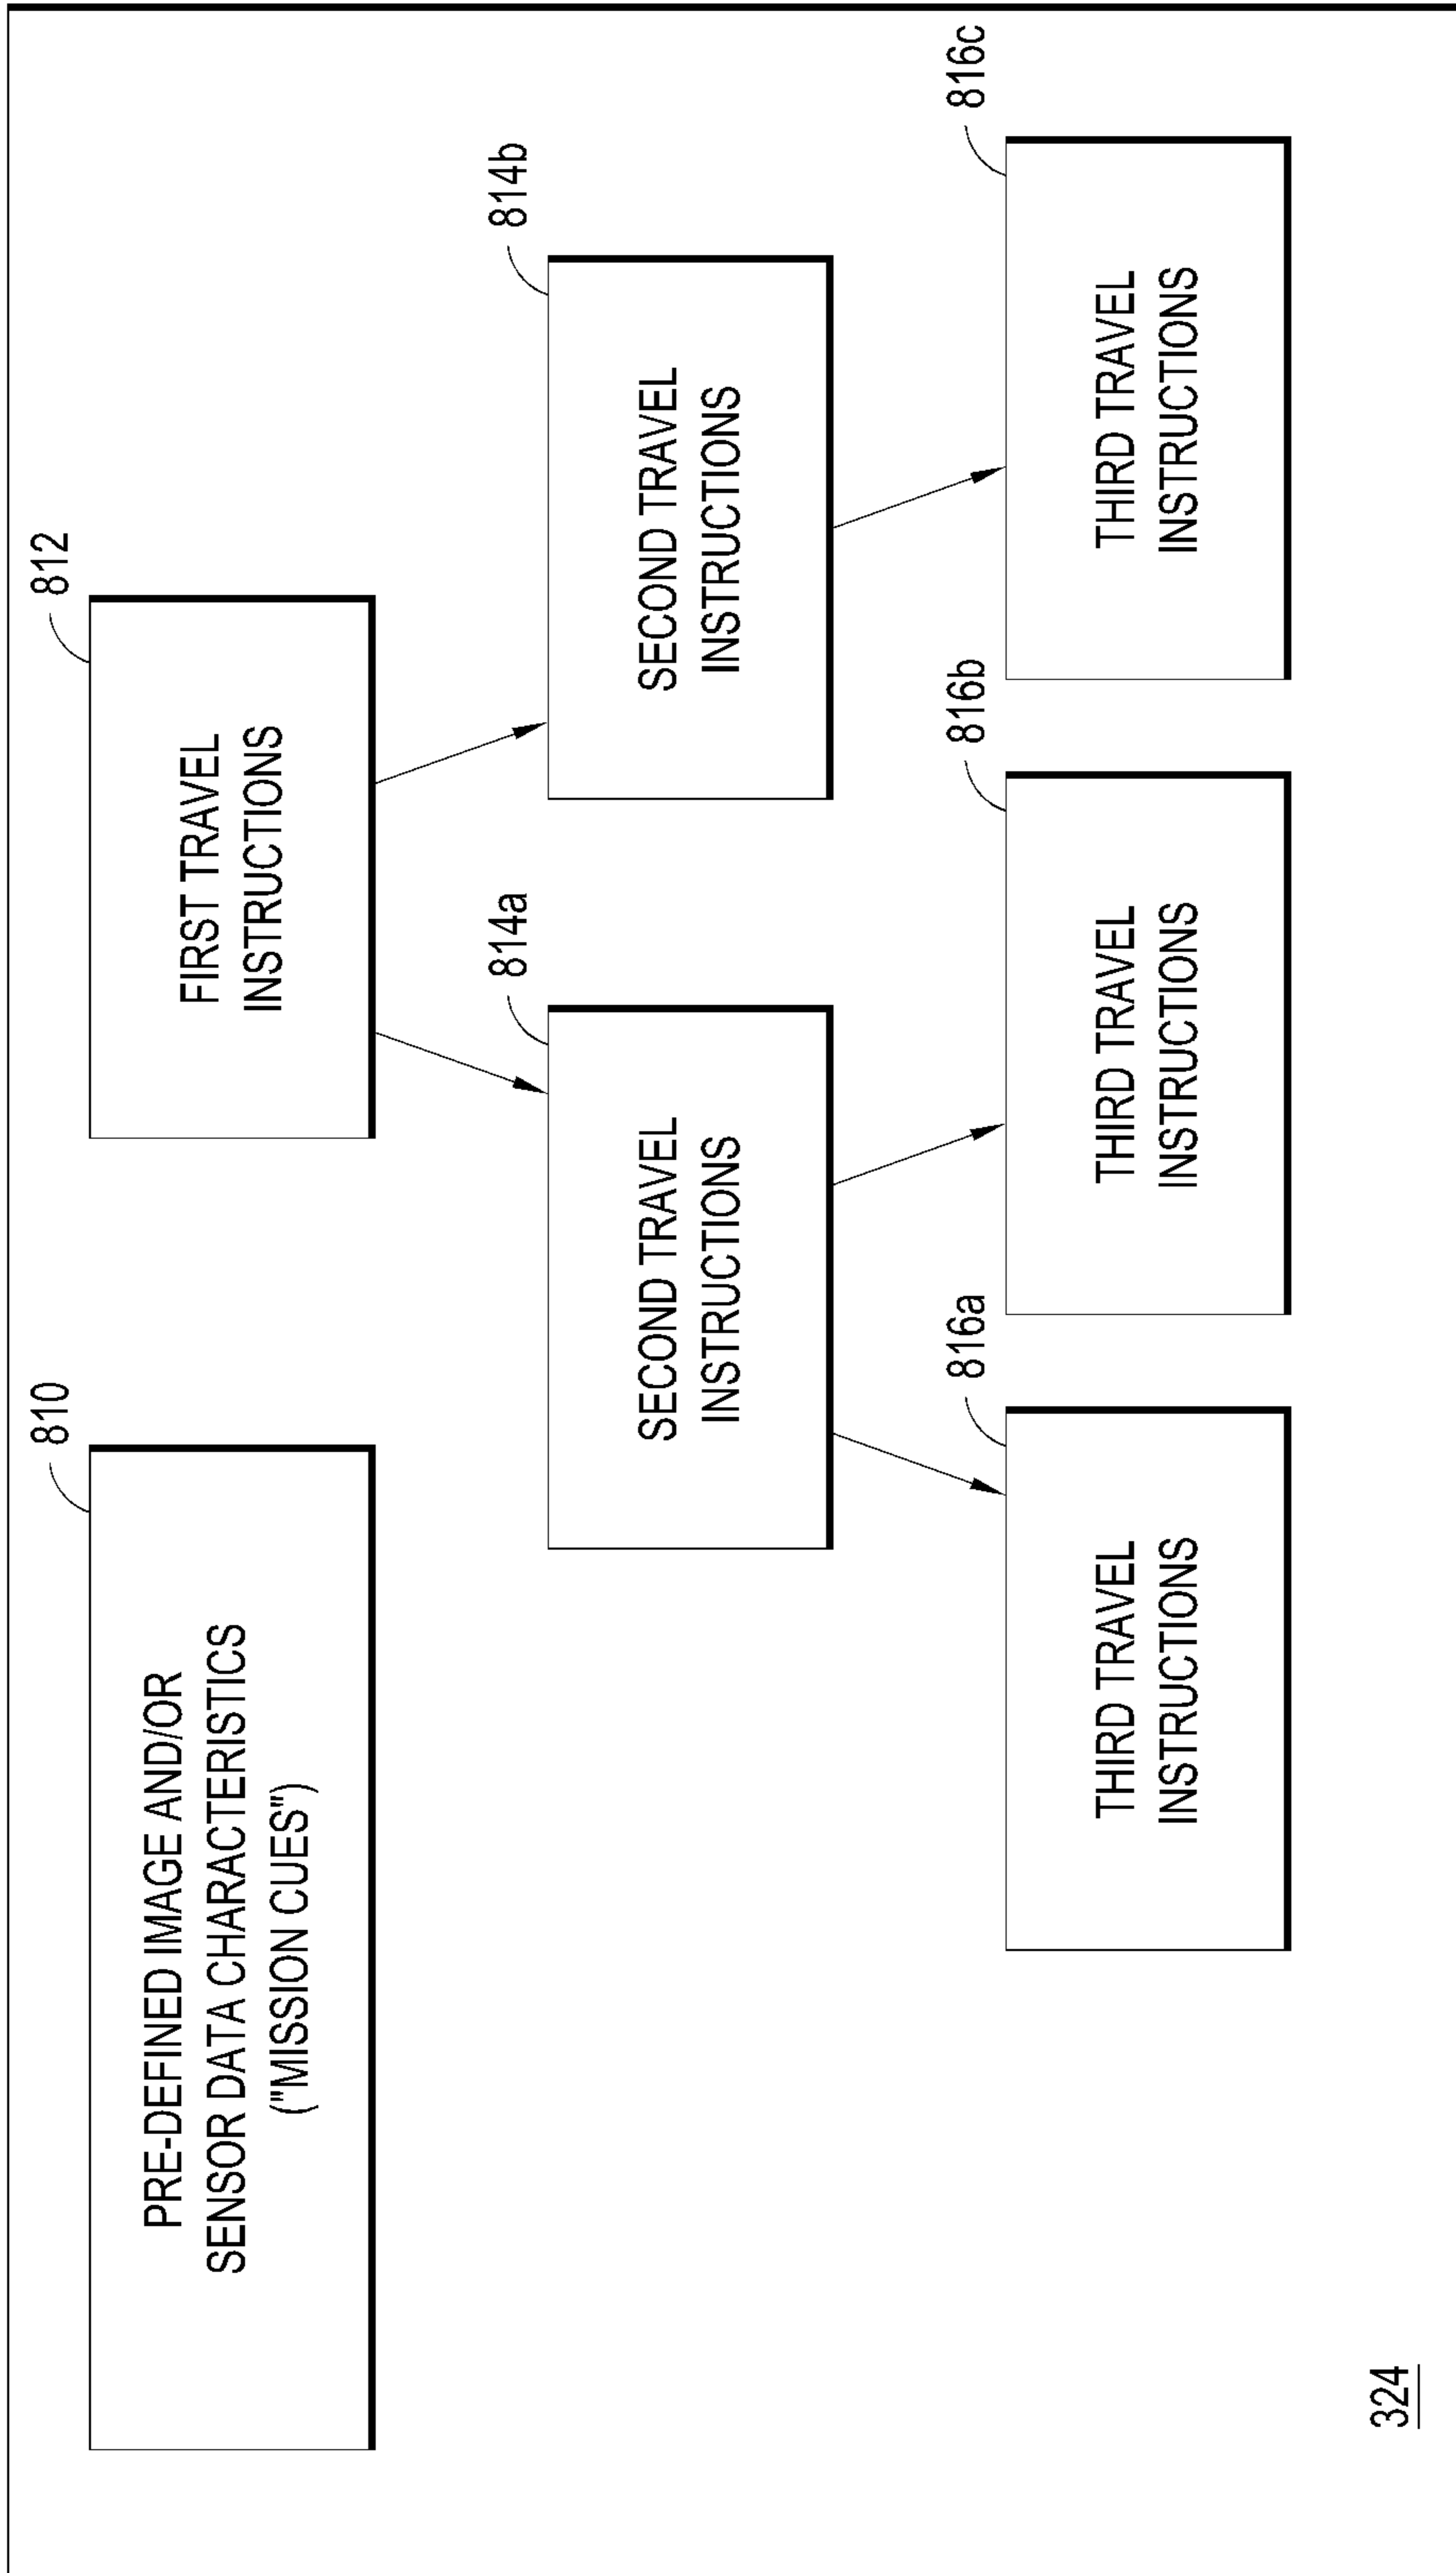 810
PRE-DEFINED IMAGE AND/OR
SENSOR DATA CHARACTERISTICS
("MISSION CUES")
812
FIRST TRAVEL
INSTRUCTIONS
814a
SECOND TRAVEL
INSTRUCTIONS
814b
SECOND TRAVEL
INSTRUCTIONS
816a
THIRD TRAVEL
INSTRUCTIONS
816b
THIRD TRAVEL
INSTRUCTIONS
816c
THIRD TRAVEL
INSTRUCTIONS
324